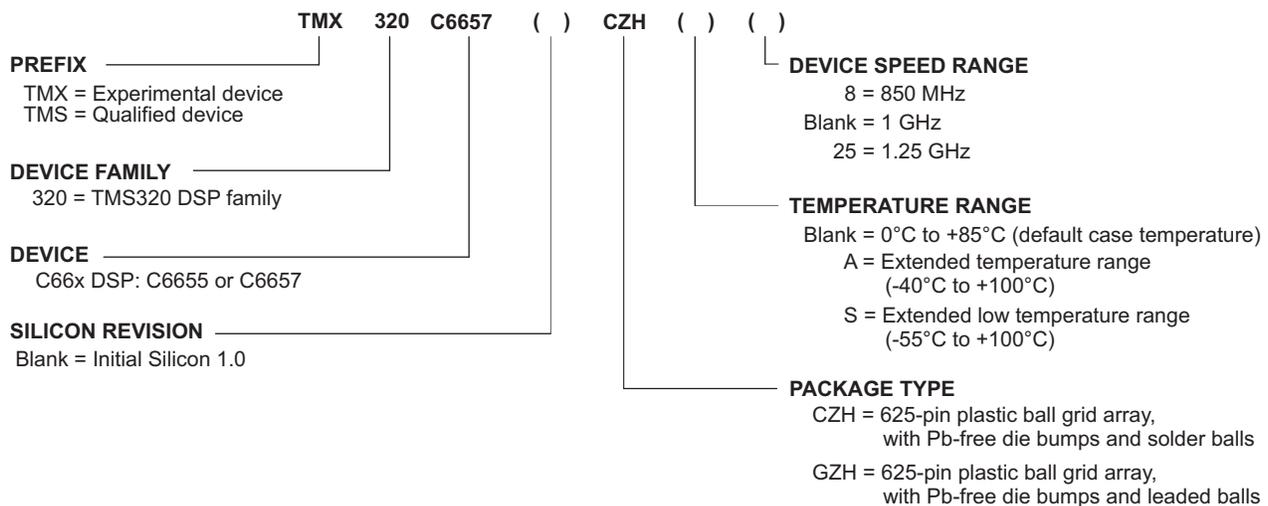 TMX 320 C6657 ( ) CZH ( ) ( )
PREFIX
TMX = Experimental device
TMS = Qualified device
DEVICE FAMILY
320 = TMS320 DSP family
DEVICE
C66x DSP: C6655 or C6657
SILICON REVISION
Blank = Initial Silicon 1.0
DEVICE SPEED RANGE
8 = 850 MHz
Blank = 1 GHz
25 = 1.25 GHz
TEMPERATURE RANGE
Blank = 0°C to +85°C (default case temperature)
A = Extended temperature range
(-40°C to +100°C)
S = Extended low temperature range
(-55°C to +100°C)
PACKAGE TYPE
CZH = 625-pin plastic ball grid array,
with Pb-free die bumps and solder balls
GZH = 625-pin plastic ball grid array,
with Pb-free die bumps and leaded balls